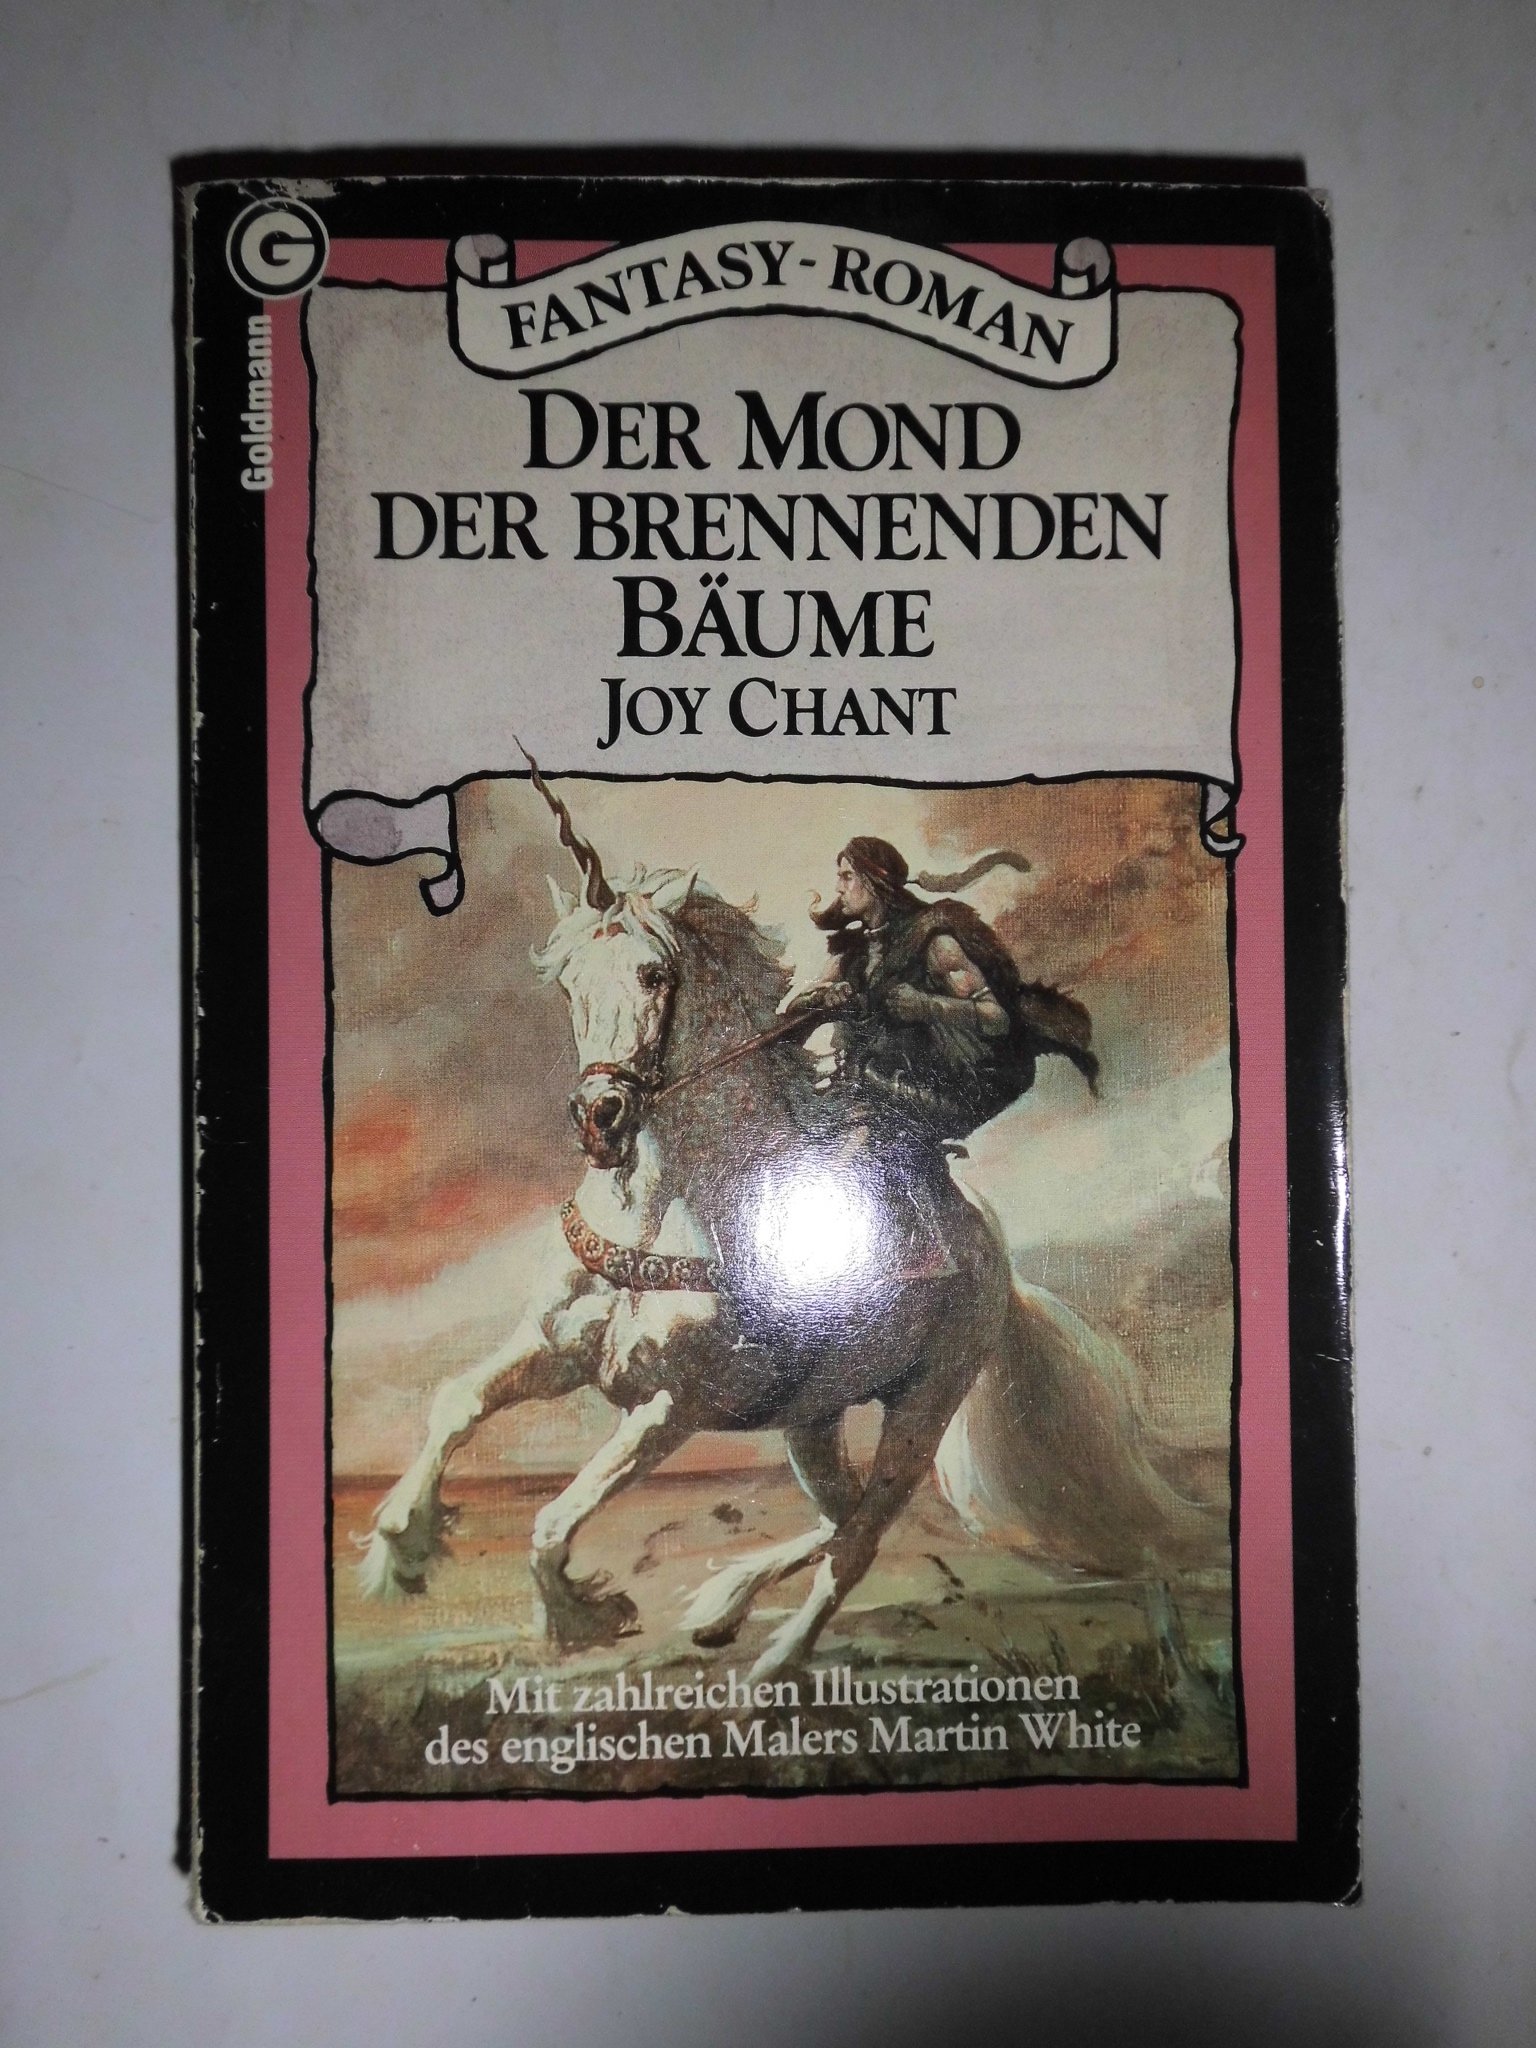 G
Goldmann
FANTASY-ROMAN
DER MOND
DER BRENNENDEN
BÄUME
JOY CHANT
Mit zahlreichen Illustrationen
des englischen Malers Martin White